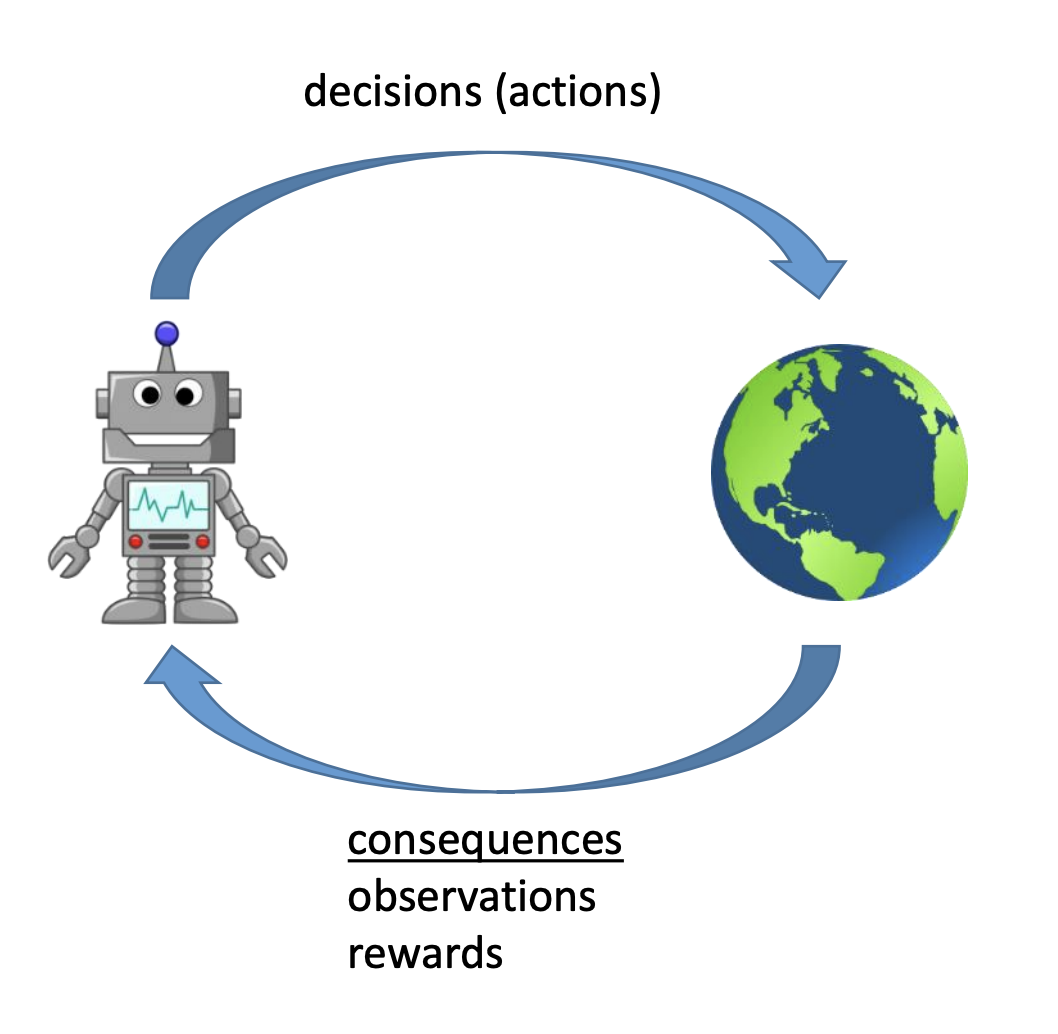 decisions (actions)
consequences
observations
rewards